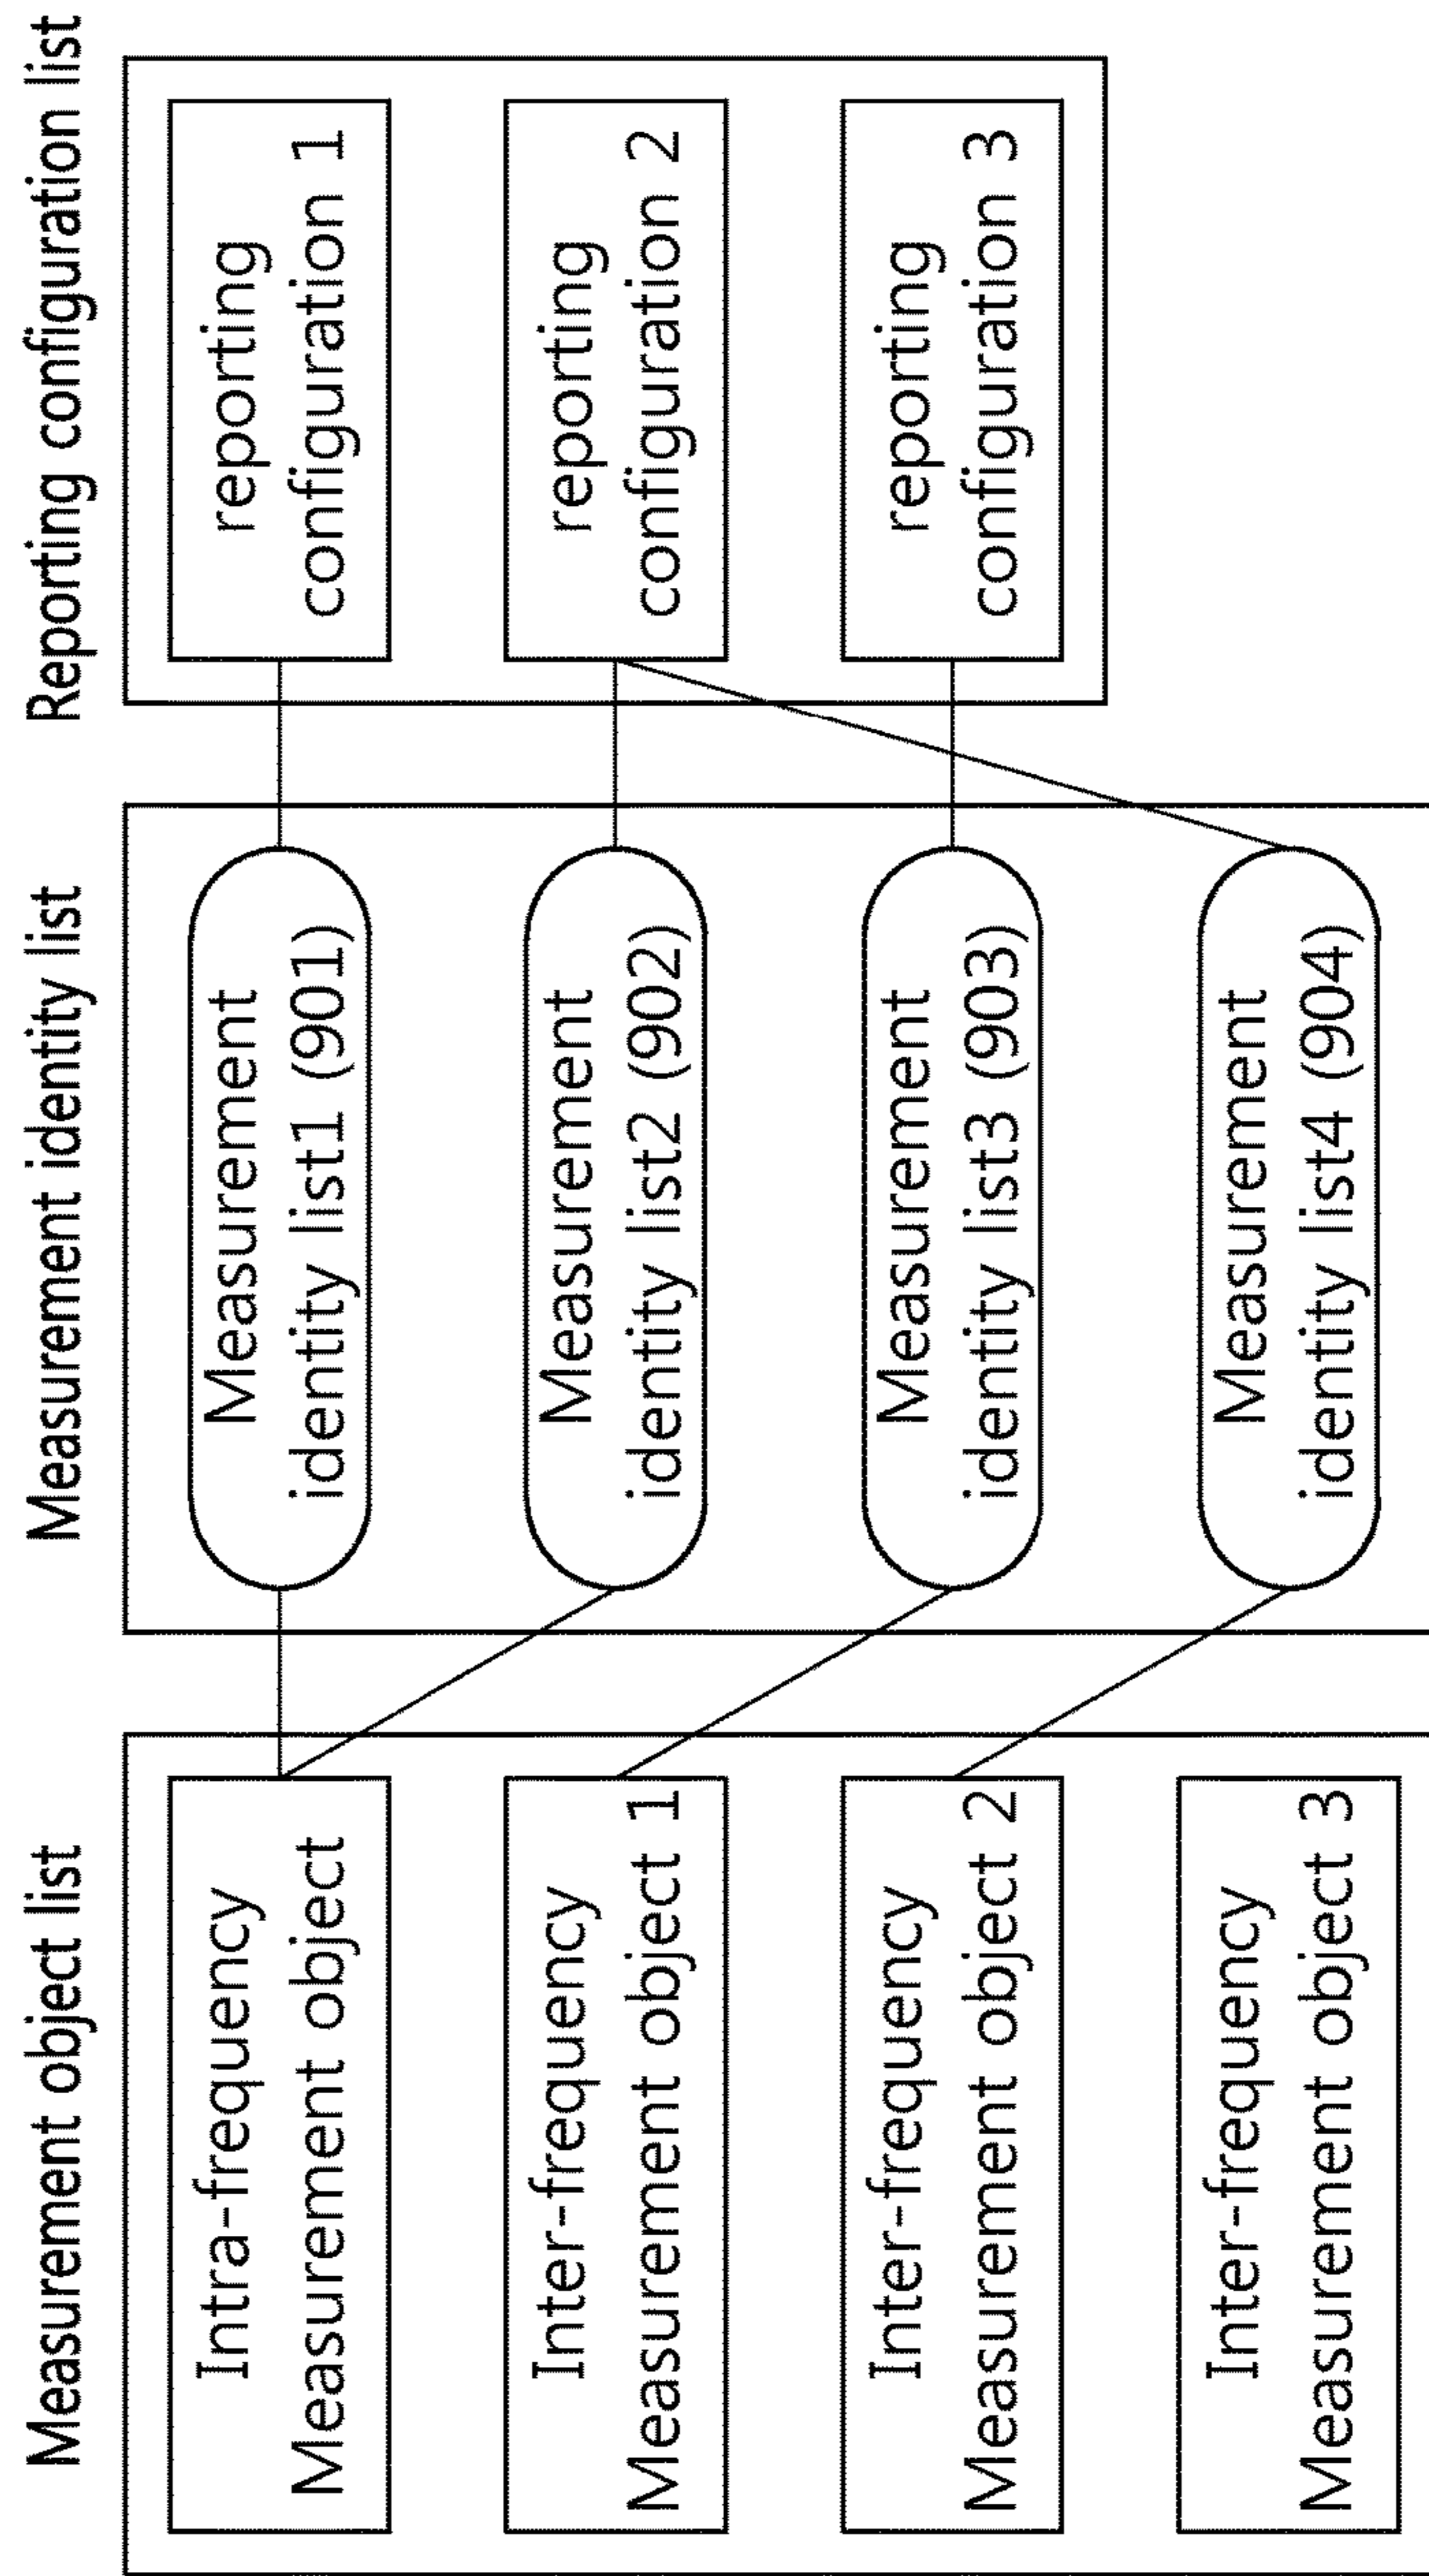 Measurement object list
Intra-frequency
Measurement object
Inter-frequency
Measurement object 1
Inter-frequency
Measurement object 2
Inter-frequency
Measurement object 3
Measurement identity list
Measurement
identity list1 (901)
Measurement
identity list2 (902)
Measurement
identity list3 (903)
Measurement
identity list4 (904)
Reporting configuration list
reporting
configuration 1
reporting
configuration 2
reporting
configuration 3